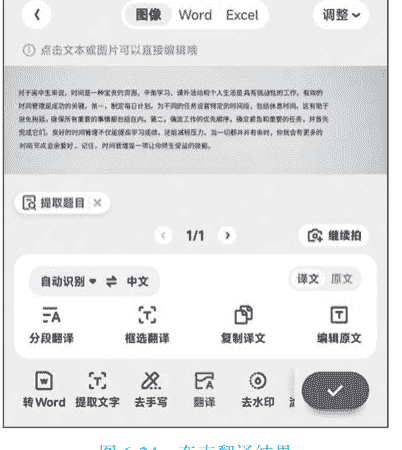 图像 Word Excel 调整
点击文本或图片可以直接编辑哦
对于高中生来说，时间是一种宝贵的资源，平衡学习、课外活动和个人生活是具有挑战性的工作。有效的
时间管理是成功的关键。第一，制定每日计划，为不同的任务设置特定的时间段，包括休息时间。这有助于
避免拖延，确保所有重要的事情都包括在内。第二，确定工作的优先顺序。确定紧急和重要的任务，并首先
完成它们。良好的时间管理不仅能提高学习成绩，还能减轻压力。当一切都井井有条时，你就会有更多的
时间和业余爱好。记住，时间管理是一项让你终生受益的技能。
提取题目 ×
1/1 继续拍
自动识别 中文 译文 原文
分段翻译 框选翻译 复制译文 编辑原文
转Word 提取文字 去手写 翻译 去水印